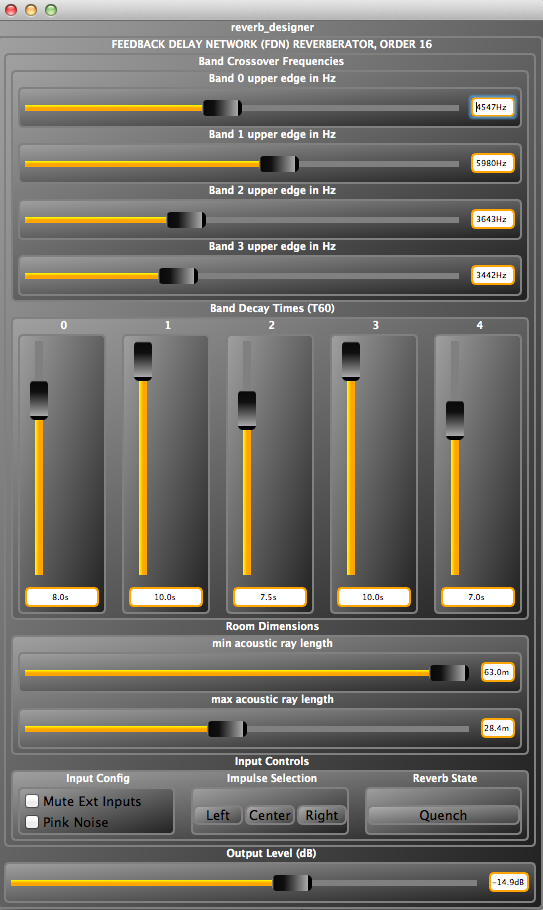 reverb_designer
FEEDBACK DELAY NETWORK (FDN) REVERBERATOR, ORDER 16
Band Crossover Frequencies
Band 0 upper edge in Hz
4547Hz
Band 1 upper edge in Hz
5980Hz
Band 2 upper edge in Hz
3643Hz
Band 3 upper edge in Hz
3442Hz
Band Decay Times (T60)
0 1 2 3 4
8.0s 10.0s 7.5s 10.0s 7.0s
Room Dimensions
min acoustic ray length
63.0m
max acoustic ray length
28.4m
Input Controls
Input Config Impulse Selection Reverb State
Mute Ext Inputs
Left Center Right Quench
Pink Noise
Output Level (dB)
-14.9dB